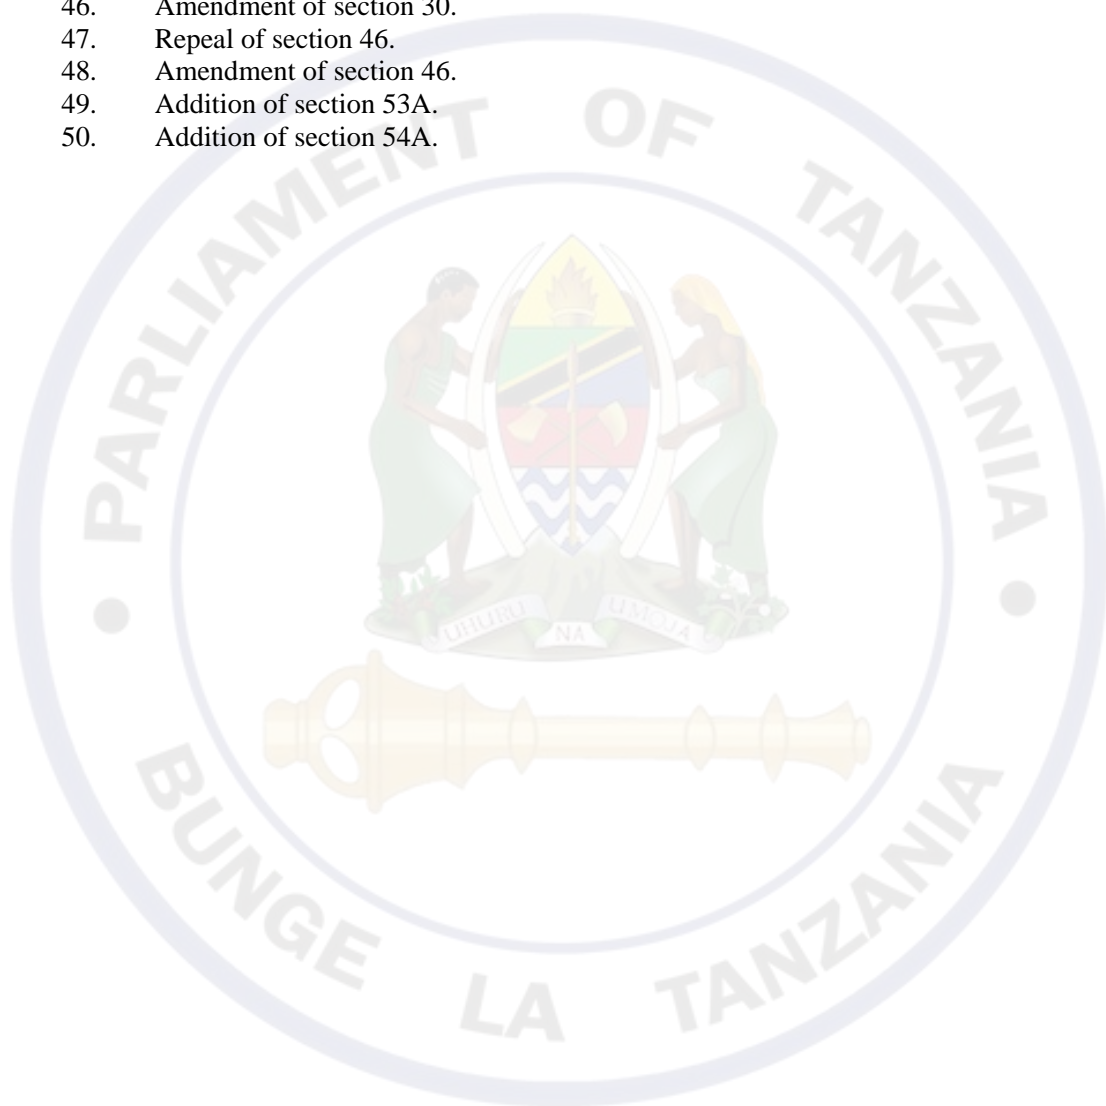 46. Amendment of section 30.
47. Repeal of section 46.
48. Amendment of section 46.
49. Addition of section 53A.
50. Addition of section 54A.
PARLIAMENT OF TANZANIA
UHURU NA UMOJA
BUNGE LA TANZANIA